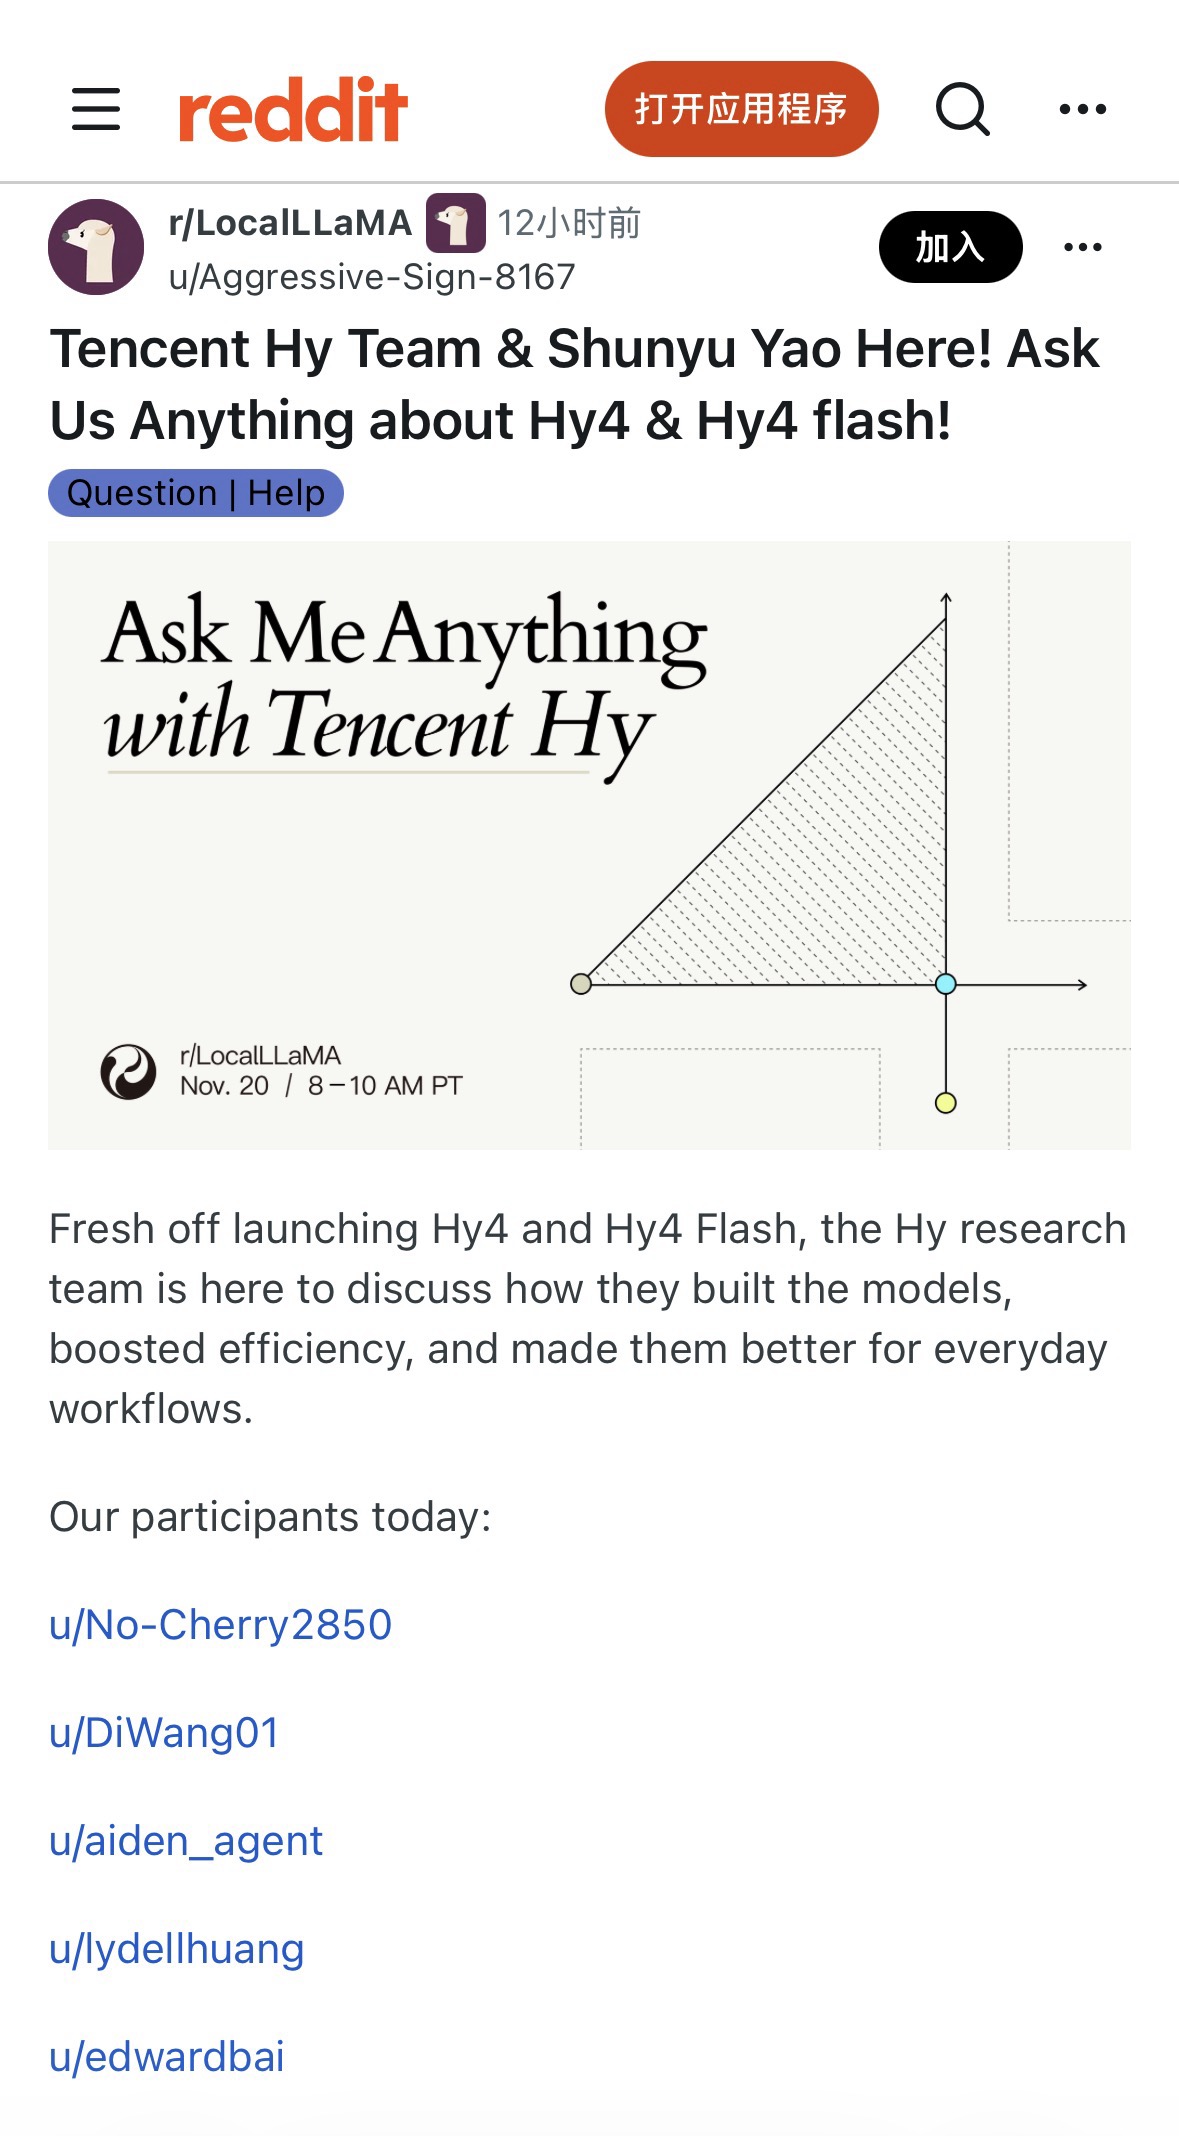 reddit
打开应用程序
r/LocalLLaMA 12小时前
u/Aggressive-Sign-8167
加入
Tencent Hy Team & Shunyu Yao Here! Ask
Us Anything about Hy4 & Hy4 flash!
Question | Help
Ask Me Anything
with Tencent Hy
r/LocalLLaMA
Nov. 20 / 8–10 AM PT
Fresh off launching Hy4 and Hy4 Flash, the Hy research
team is here to discuss how they built the models,
boosted efficiency, and made them better for everyday
workflows.
Our participants today:
u/No-Cherry2850
u/DiWang01
u/aiden_agent
u/lydellhuang
u/edwardbai